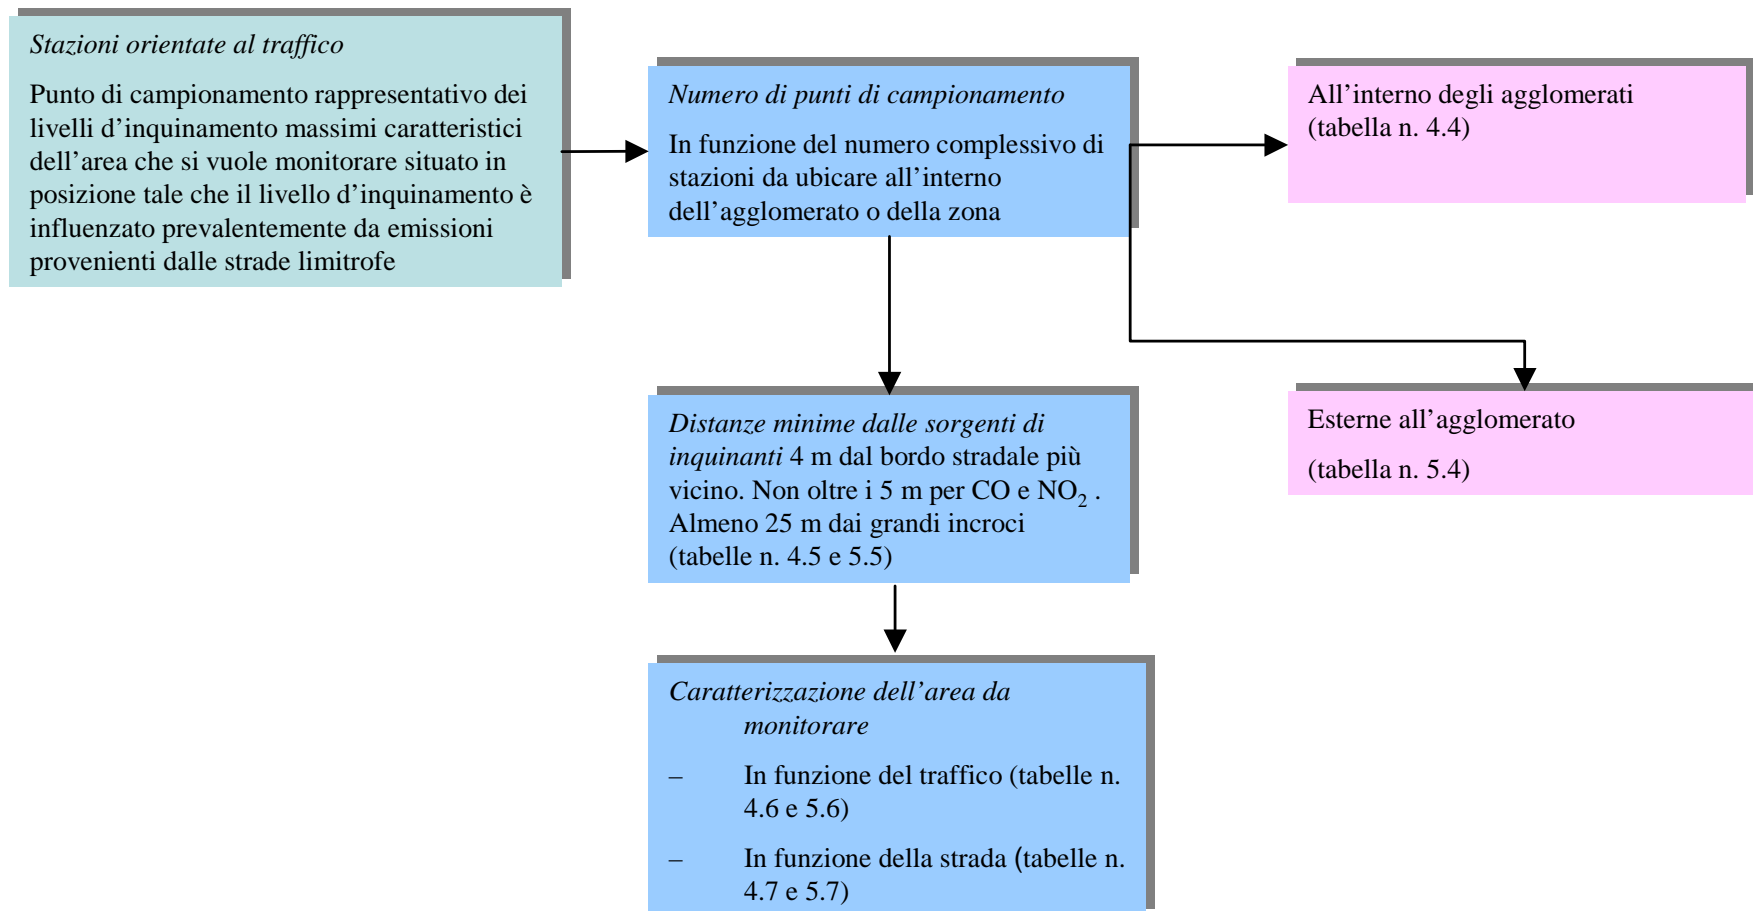 Stazioni orientate al traffico
Punto di campionamento rappresentativo dei
livelli d’inquinamento massimi caratteristici
dell’area che si vuole monitorare situato in
posizione tale che il livello d’inquinamento è
influenzato prevalentemente da emissioni
provenienti dalle strade limitrofe
Numero di punti di campionamento
In funzione del numero complessivo di
stazioni da ubicare all’interno
dell’agglomerato o della zona
All’interno degli agglomerati
(tabella n. 4.4)
Esterne all’agglomerato
(tabella n. 5.4)
Distanze minime dalle sorgenti di
inquinanti 4 m dal bordo stradale più
vicino. Non oltre i 5 m per CO e NO₂ .
Almeno 25 m dai grandi incroci
(tabelle n. 4.5 e 5.5)
Caratterizzazione dell’area da
monitorare
– In funzione del traffico (tabelle n.
4.6 e 5.6)
– In funzione della strada (tabelle n.
4.7 e 5.7)